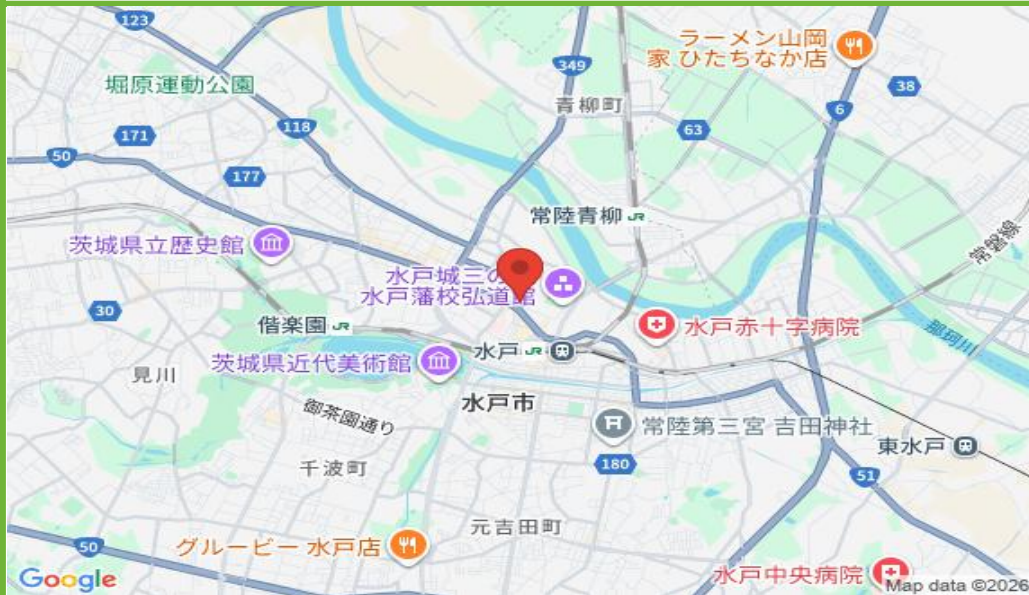 123
ラーメン山岡
家 ひたちなか店
349
38
堀原運動公園
青柳町
6
171
118
63
50
177
常陸青柳 JR
茨城県立歴史館
水戸城三の
水戸藩校弘道館
30
偕楽園 JR
水戸赤十字病院
那珂川
水戸 JR
茨城県近代美術館
見川
水戸市
御茶園通り
常陸第三宮 吉田神社
東水戸
千波町
180
51
元吉田町
50
グルービー 水戸店
水戸中央病院
Google
Map data ©2026